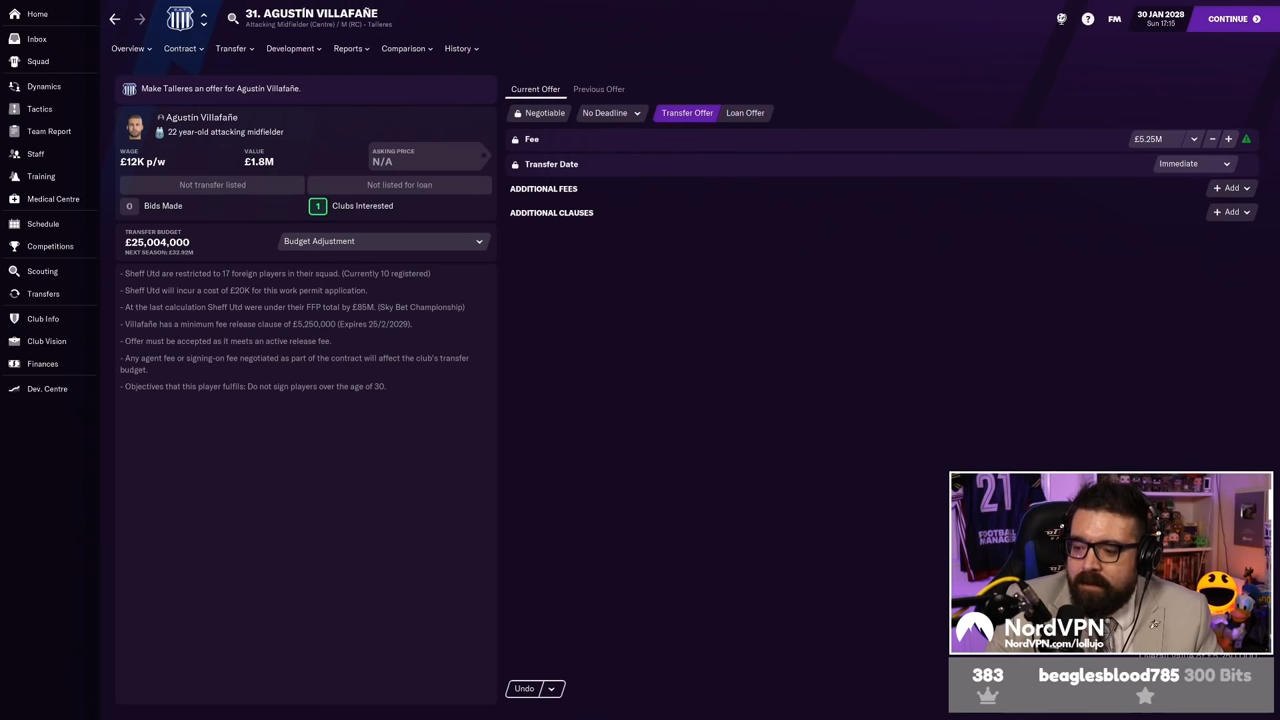 Home
Inbox
Squad
Dynamics
Tactics
Team Report
Staff
Training
Medical Centre
Schedule
Competitions
Scouting
Transfers
Club Info
Club Vision
Finances
Dev. Centre
31. AGUSTÍN VILLAFAÑE
Attacking Midfielder (Centre) / M (RC) - Talleres
FM
30 JAN 2028
Sun 17:15
CONTINUE
Overview
Contract
Transfer
Development
Reports
Comparison
History
Make Talleres an offer for Agustín Villafañe.
Agustín Villafañe
22 year-old attacking midfielder
WAGE
£12K p/w
VALUE
£1.8M
ASKING PRICE
N/A
Not transfer listed
Not listed for loan
0 Bids Made
1 Clubs Interested
TRANSFER BUDGET
£25,004,000
NEXT SEASON: £32.92M
Budget Adjustment
- Sheff Utd are restricted to 17 foreign players in their squad. (Currently 10 registered)
- Sheff Utd will incur a cost of £20K for this work permit application.
- At the last calculation Sheff Utd were under their FFP total by £85M. (Sky Bet Championship)
- Villafañe has a minimum fee release clause of £5,250,000 (Expires 25/2/2029).
- Offer must be accepted as it meets an active release fee.
- Any agent fee or signing-on fee negotiated as part of the contract will affect the club's transfer
budget.
- Objectives that this player fulfils: Do not sign players over the age of 30.
Current Offer
Previous Offer
Negotiable
No Deadline
Transfer Offer
Loan Offer
Fee
£5.25M
Transfer Date
Immediate
ADDITIONAL FEES
Add
ADDITIONAL CLAUSES
Add
Undo
21
FOOTBALL
MANAGER
NordVPN
NordVPN.com/lollujo
383
beaglesblood785 300 Bits